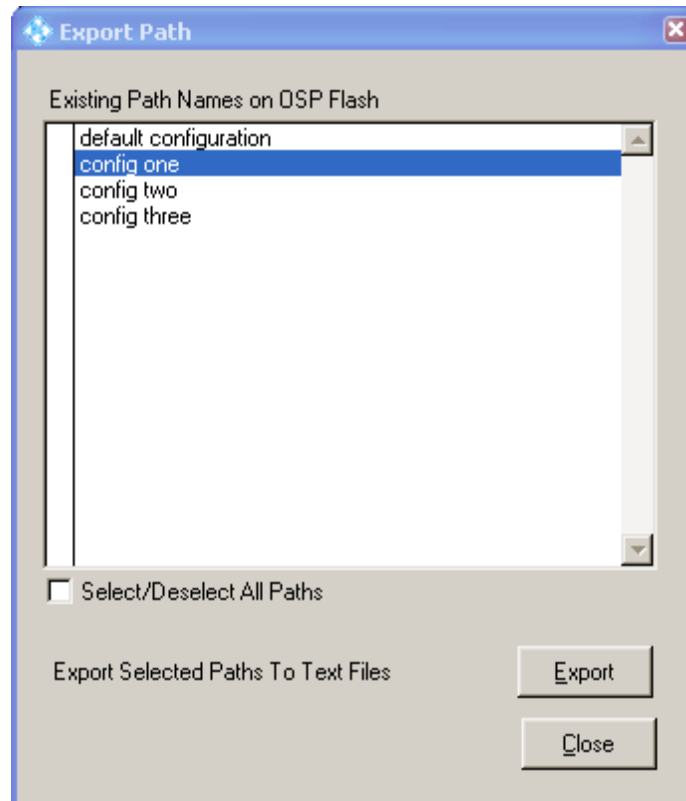 Export Path
Existing Path Names on OSP Flash
default configuration
config one
config two
config three
Select/Deselect All Paths
Export Selected Paths To Text Files
Export
Close